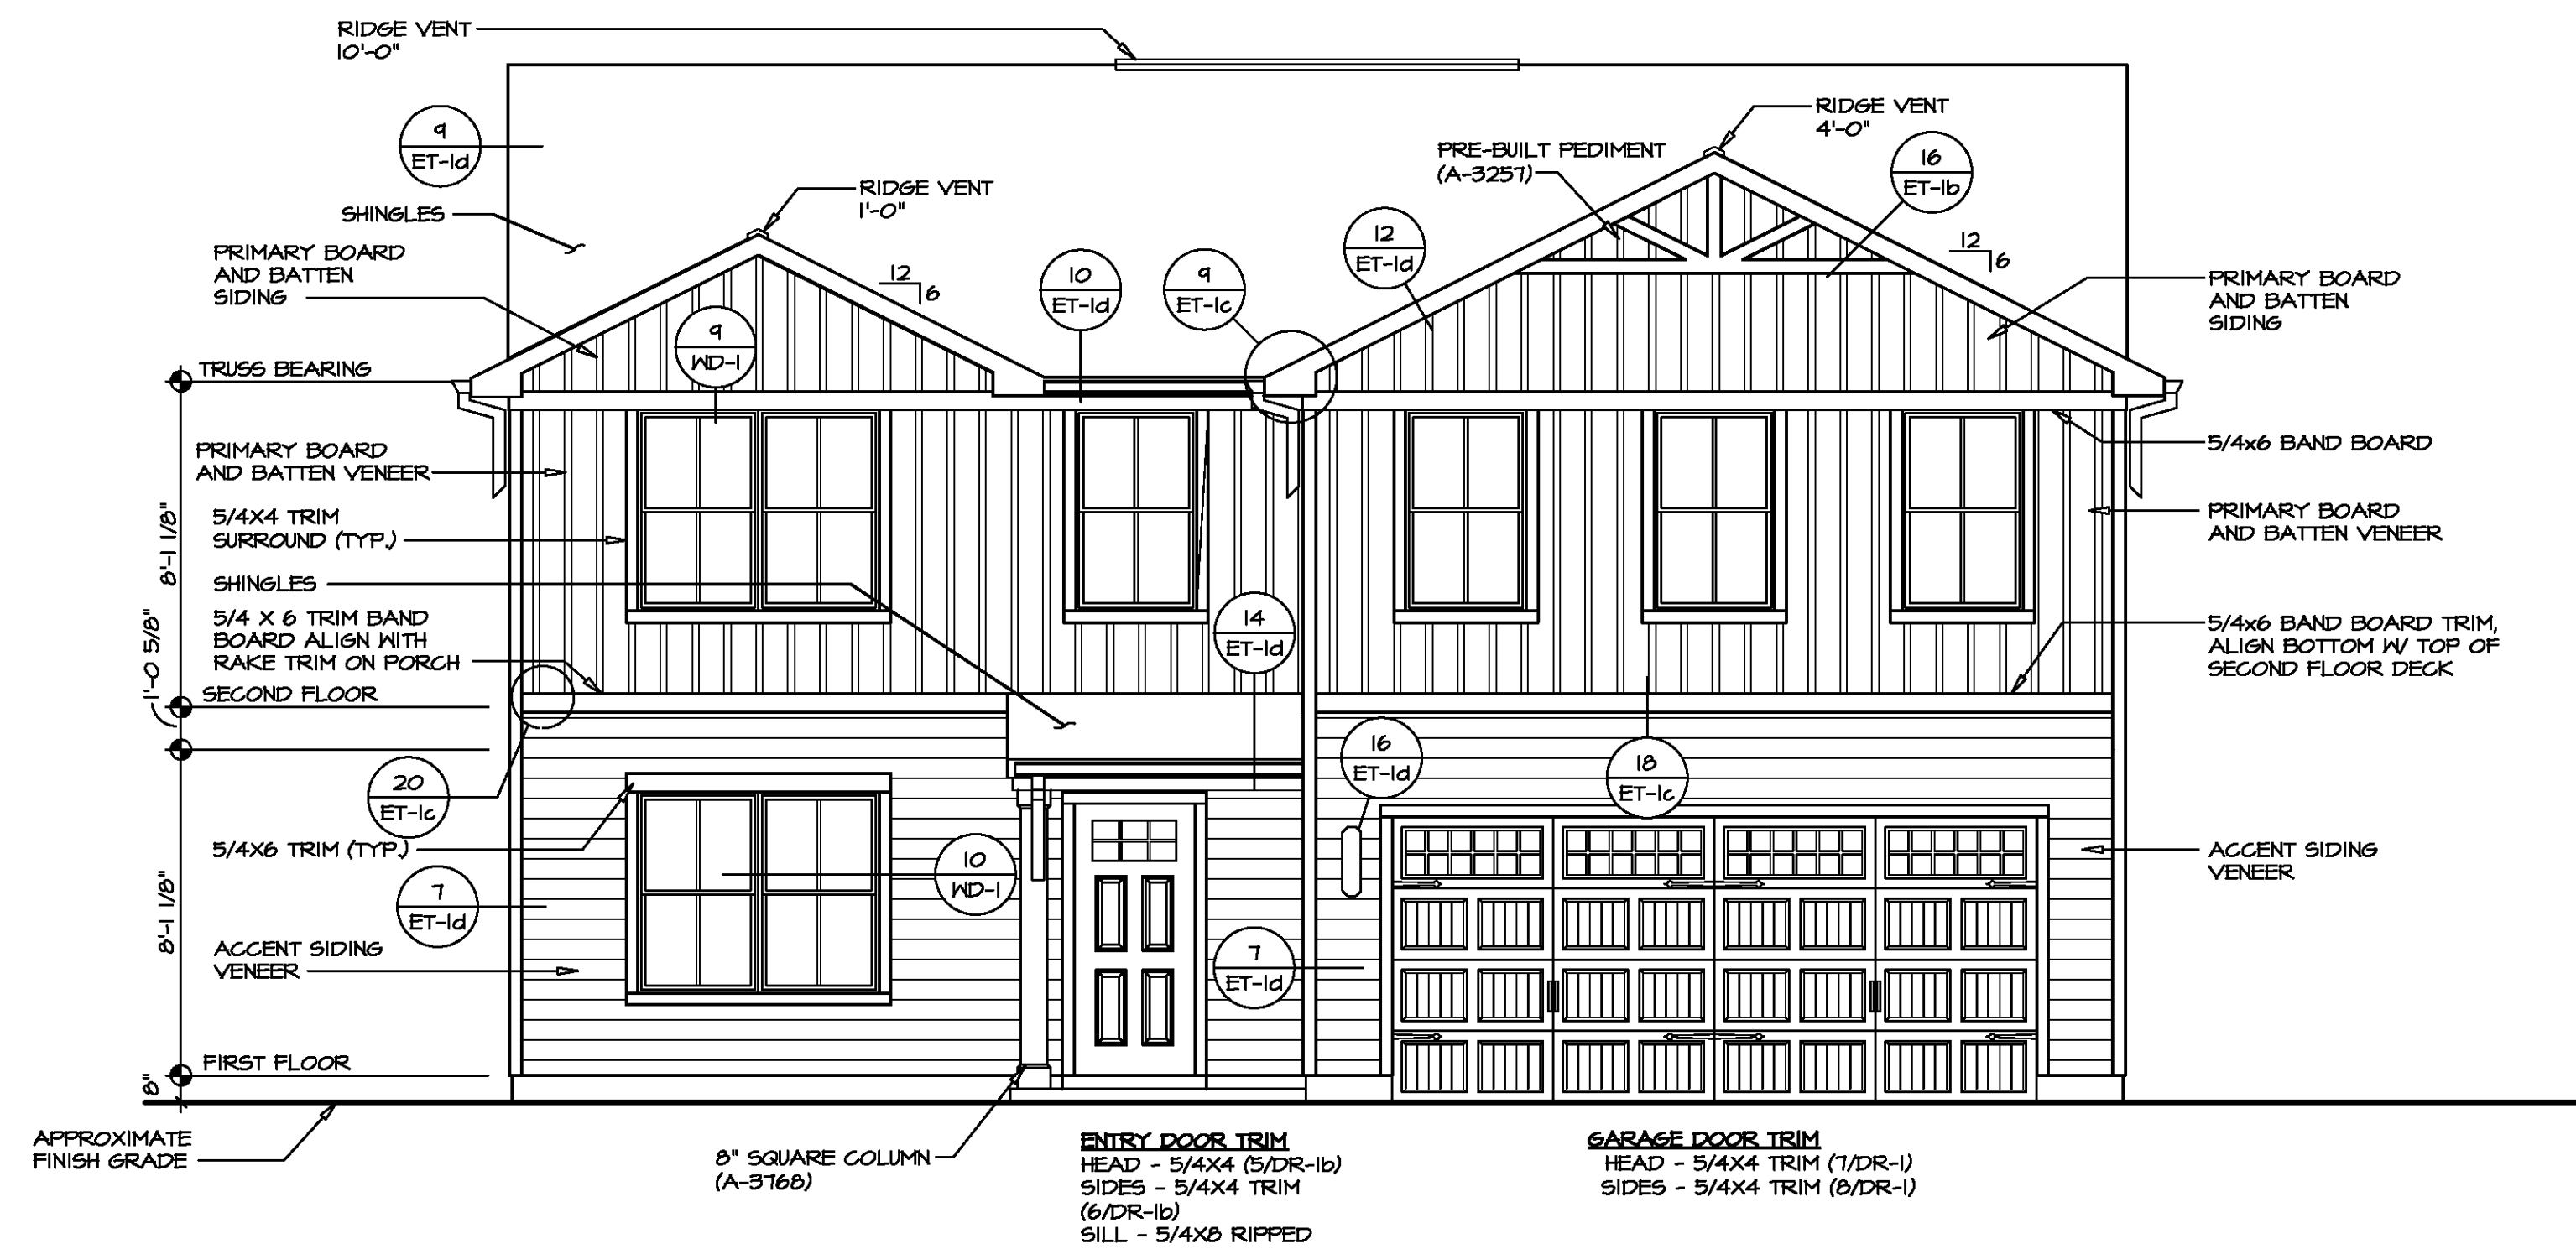 RIDGE VENT
10'-0"
9
ET-1d
SHINGLES
PRIMARY BOARD
AND BATTEN
SIDING
RIDGE VENT
1'-0"
12
6
9
WD-1
10
ET-1d
9
ET-1c
12
ET-1d
PRE-BUILT PEDIMENT
(A-3257)
RIDGE VENT
4'-0"
16
ET-1b
12
6
PRIMARY BOARD
AND BATTEN
SIDING
TRUSS BEARING
PRIMARY BOARD
AND BATTEN VENEER
5/4X4 TRIM
SURROUND (TYP.)
SHINGLES
5/4 X 6 TRIM BAND
BOARD ALIGN WITH
RAKE TRIM ON PORCH
SECOND FLOOR
8'-1 1/8"
1'-0 5/8"
8'-1 1/8"
8"
14
ET-1d
5/4x6 BAND BOARD
PRIMARY BOARD
AND BATTEN VENEER
5/4x6 BAND BOARD TRIM,
ALIGN BOTTOM W/ TOP OF
SECOND FLOOR DECK
20
ET-1c
16
ET-1d
18
ET-1c
5/4X6 TRIM (TYP.)
7
ET-1d
10
WD-1
ACCENT SIDING
VENEER
7
ET-1d
ACCENT SIDING
VENEER
FIRST FLOOR
APPROXIMATE
FINISH GRADE
8" SQUARE COLUMN
(A-3768)
ENTRY DOOR TRIM
HEAD - 5/4X4 (5/DR-1b)
SIDES - 5/4X4 TRIM
(6/DR-1b)
SILL - 5/4X8 RIPPED
GARAGE DOOR TRIM
HEAD - 5/4X4 TRIM (7/DR-1)
SIDES - 5/4X4 TRIM (8/DR-1)